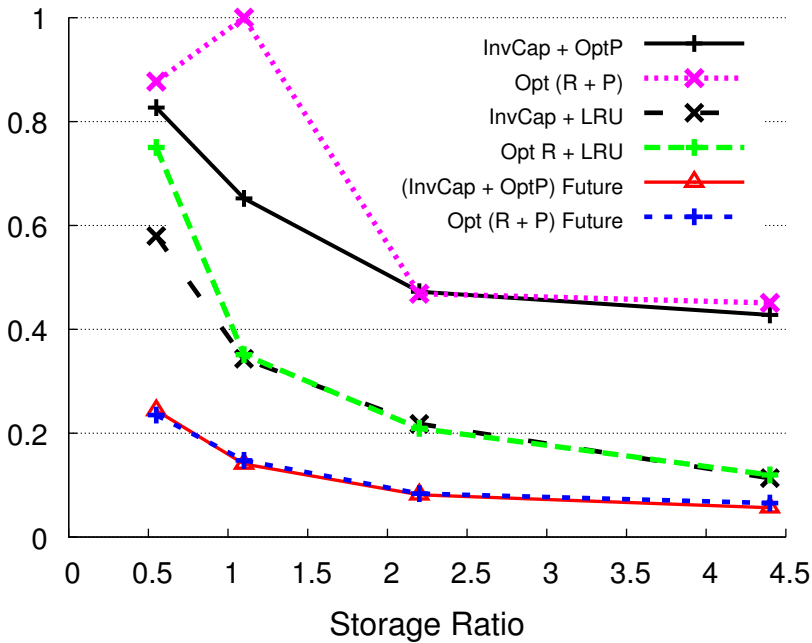 1
0.8
0.6
0.4
0.2
0
InvCap + OptP
Opt (R + P)
InvCap + LRU
Opt R + LRU
(InvCap + OptP) Future
Opt (R + P) Future
0 0.5 1 1.5 2 2.5 3 3.5 4 4.5
Storage Ratio